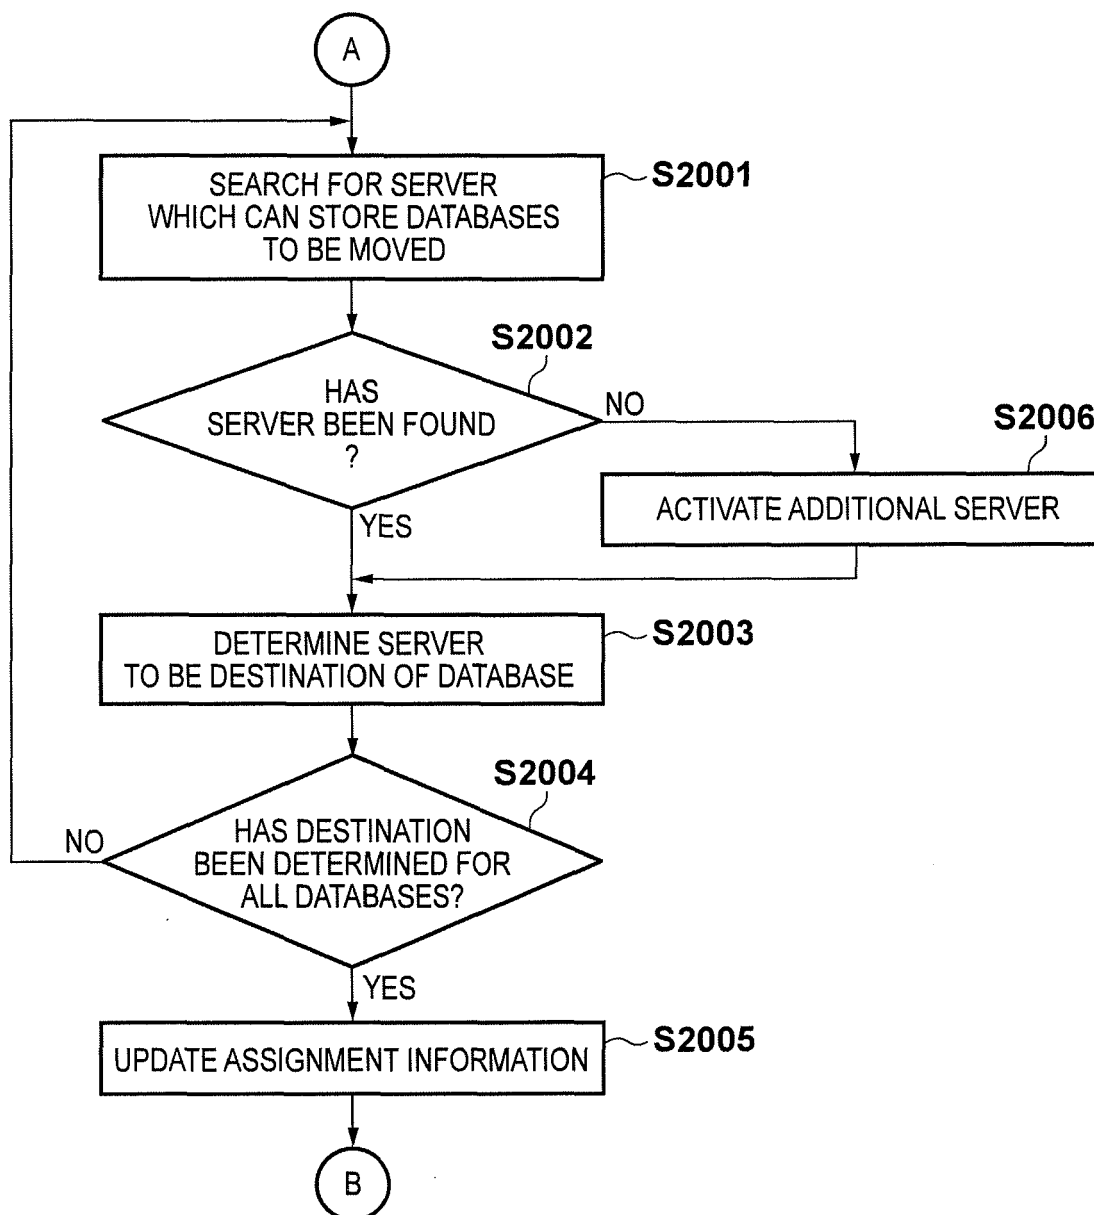 A
SEARCH FOR SERVER
WHICH CAN STORE DATABASES
TO BE MOVED
S2001
S2002
HAS
SERVER BEEN FOUND
?
NO
YES
S2006
ACTIVATE ADDITIONAL SERVER
DETERMINE SERVER
TO BE DESTINATION OF DATABASE
S2003
S2004
HAS DESTINATION
BEEN DETERMINED FOR
ALL DATABASES?
NO
YES
UPDATE ASSIGNMENT INFORMATION
S2005
B